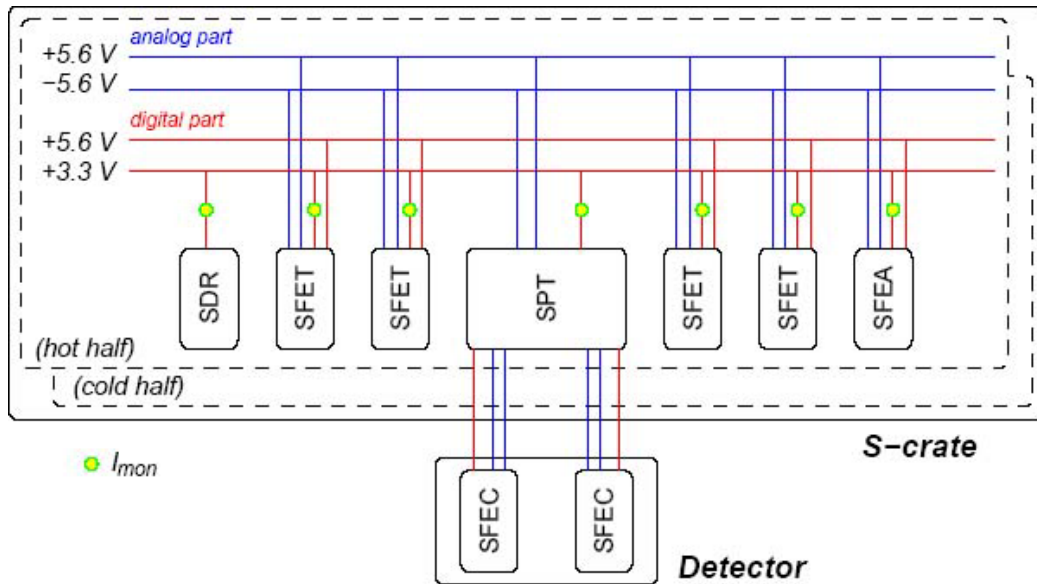 analog part
+5.6 V
−5.6 V
digital part
+5.6 V
+3.3 V
SDR
SFET
SFET
SPT
SFET
SFET
SFEA
(hot half)
(cold half)
S−crate
I_mon
SFEC
SFEC
Detector